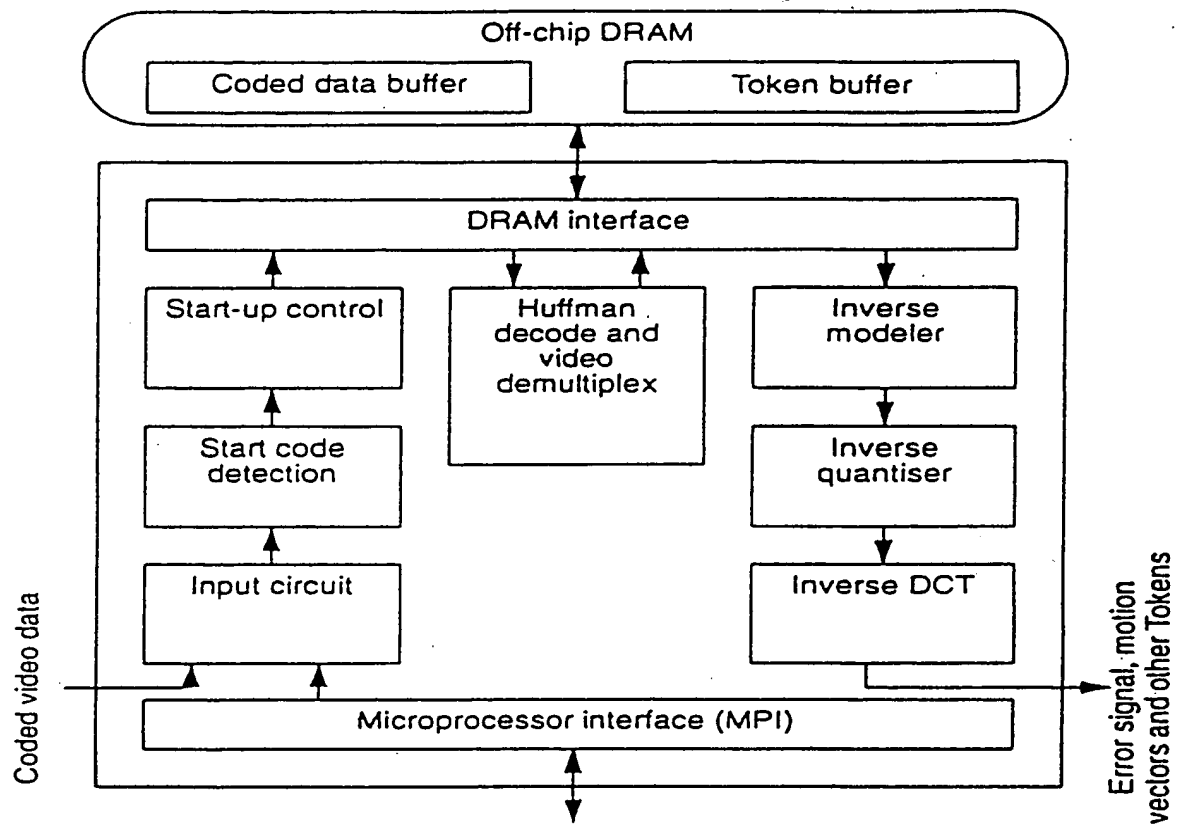 Off-chip DRAM
Coded data buffer
Token buffer
DRAM interface
Start-up control
Huffman
decode and
video
demultiplex
Inverse
modeler
Start code
detection
Inverse
quantiser
Input circuit
Inverse DCT
Coded video data
Microprocessor interface (MPI)
Error signal, motion
vectors and other Tokens